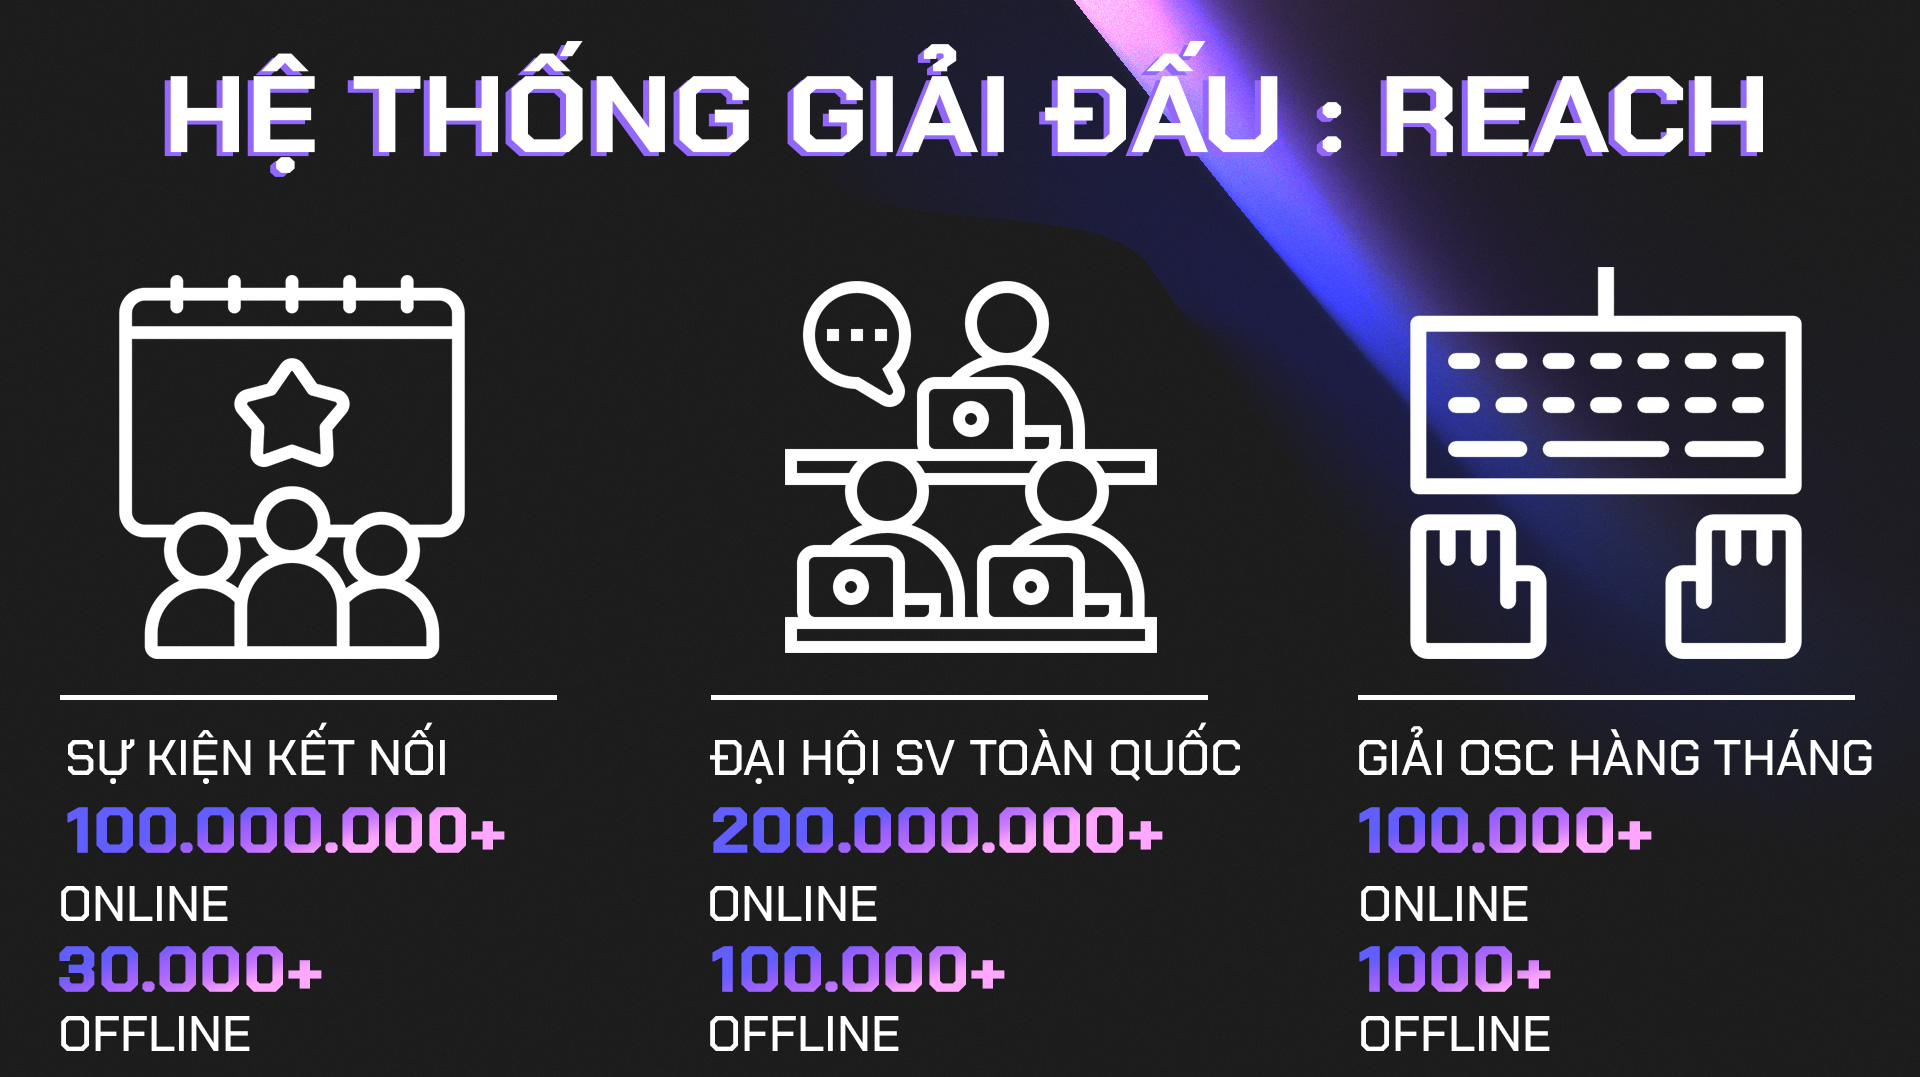 HỆ THỐNG GIẢI ĐẤU : REACH
SỰ KIỆN KẾT NỐI
100.000.000+
ONLINE
30.000+
OFFLINE
ĐẠI HỘI SV TOÀN QUỐC
200.000.000+
ONLINE
100.000+
OFFLINE
GIẢI OSC HÀNG THÁNG
100.000+
ONLINE
1000+
OFFLINE